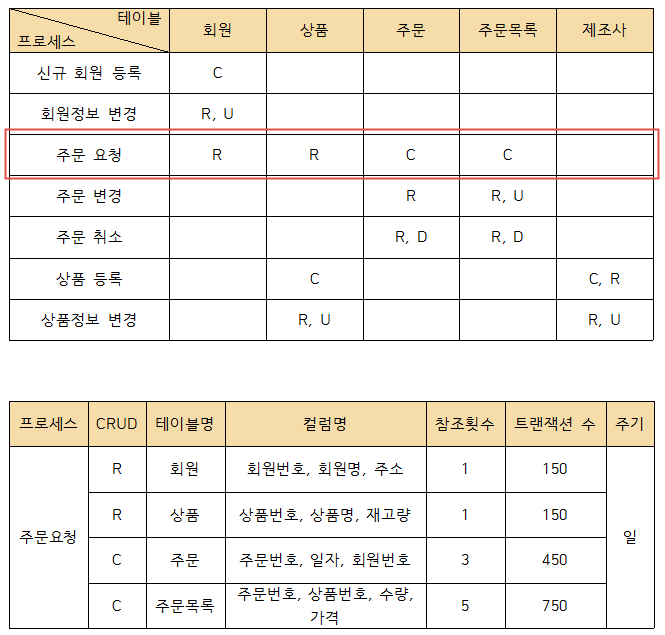 테이블
프로세스
회원 상품 주문 주문목록 제조사
신규 회원 등록 C
회원정보 변경 R, U
주문 요청 R R C C
주문 변경 R R, U
주문 취소 R, D R, D
상품 등록 C C, R
상품정보 변경 R, U R, U
프로세스 CRUD 테이블명 컬럼명 참조횟수 트랜잭션 수 주기
R 회원 회원번호, 회원명, 주소 1 150
R 상품 상품번호, 상품명, 재고량 1 150
주문요청 일
C 주문 주문번호, 일자, 회원번호 3 450
C 주문목록 주문번호, 상품번호, 수량,
가격 5 750